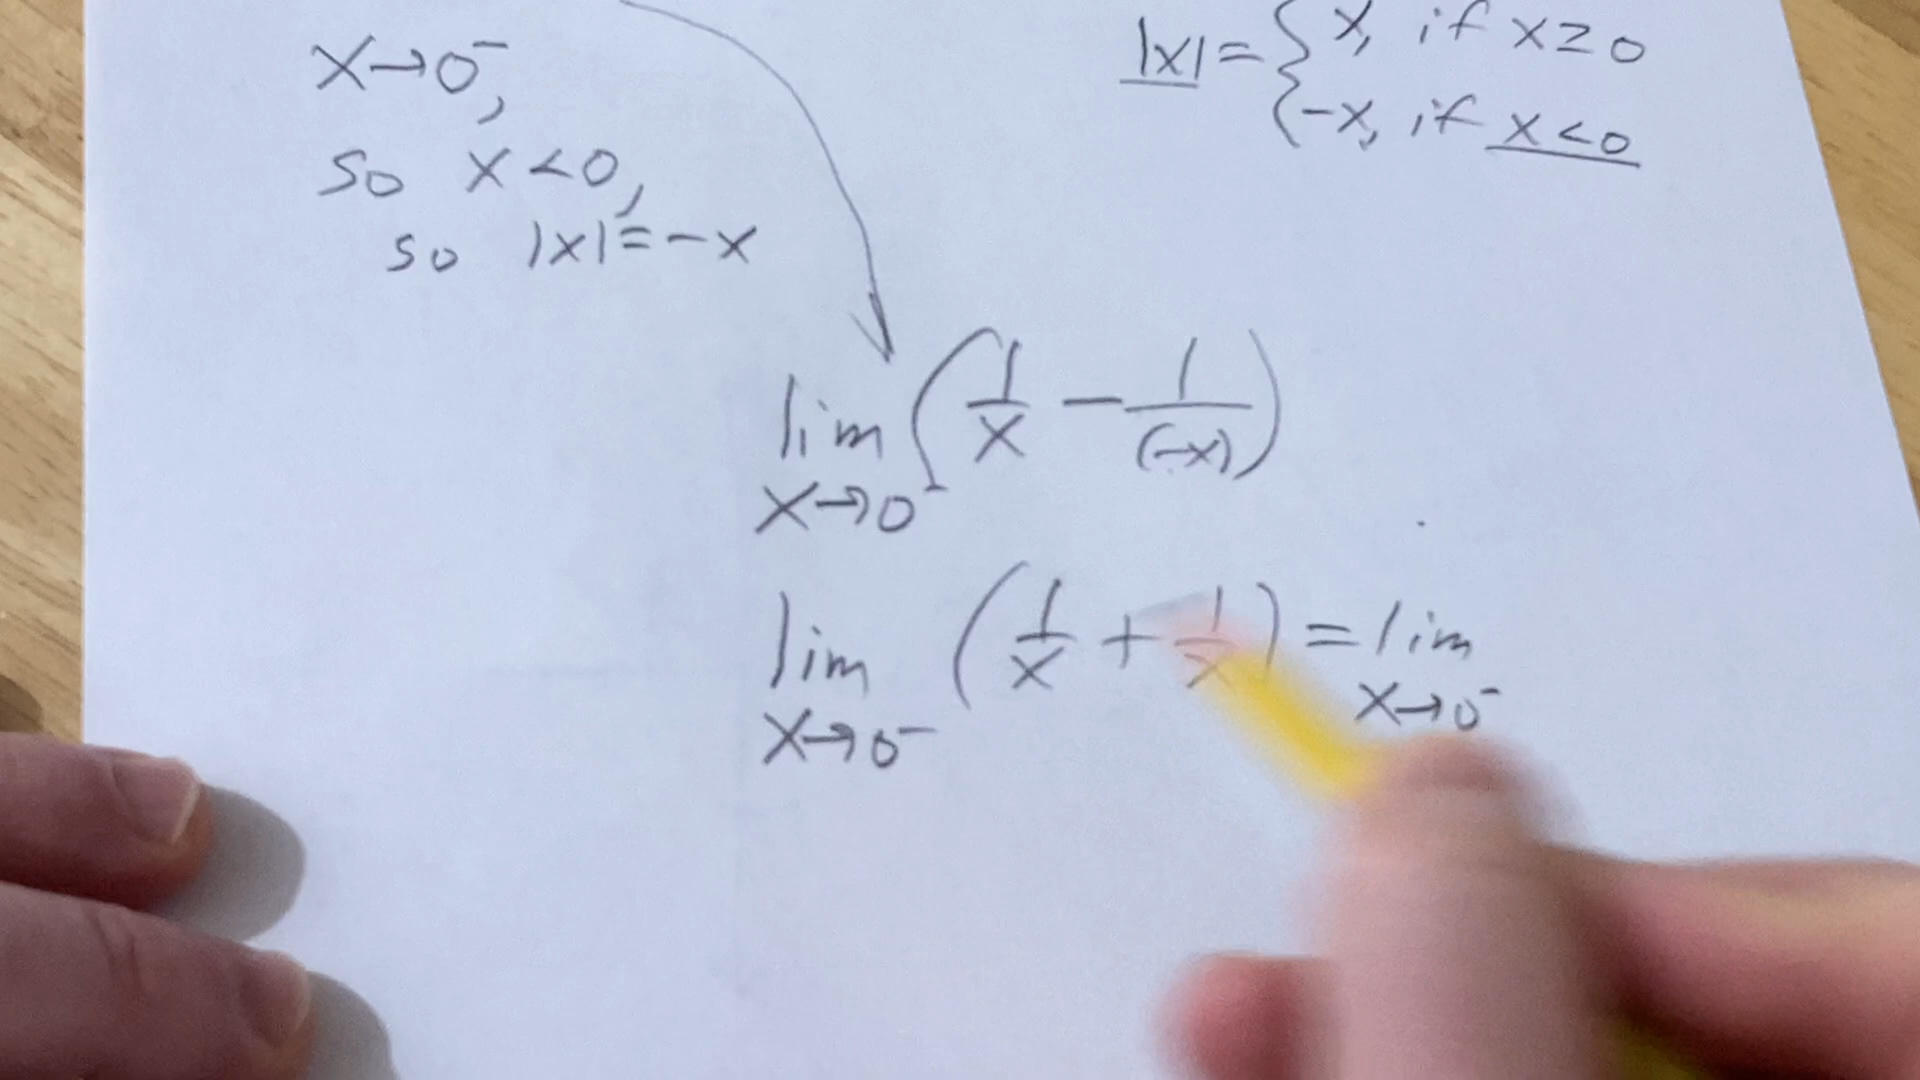 x→0⁻,
so x<0,
so |x|=-x
|x|={x, if x≥0
{-x, if x<0
lim (1/x - 1/(-x))
x→0⁻
lim (1/x + 1/x) = lim
x→0⁻ x→0⁻